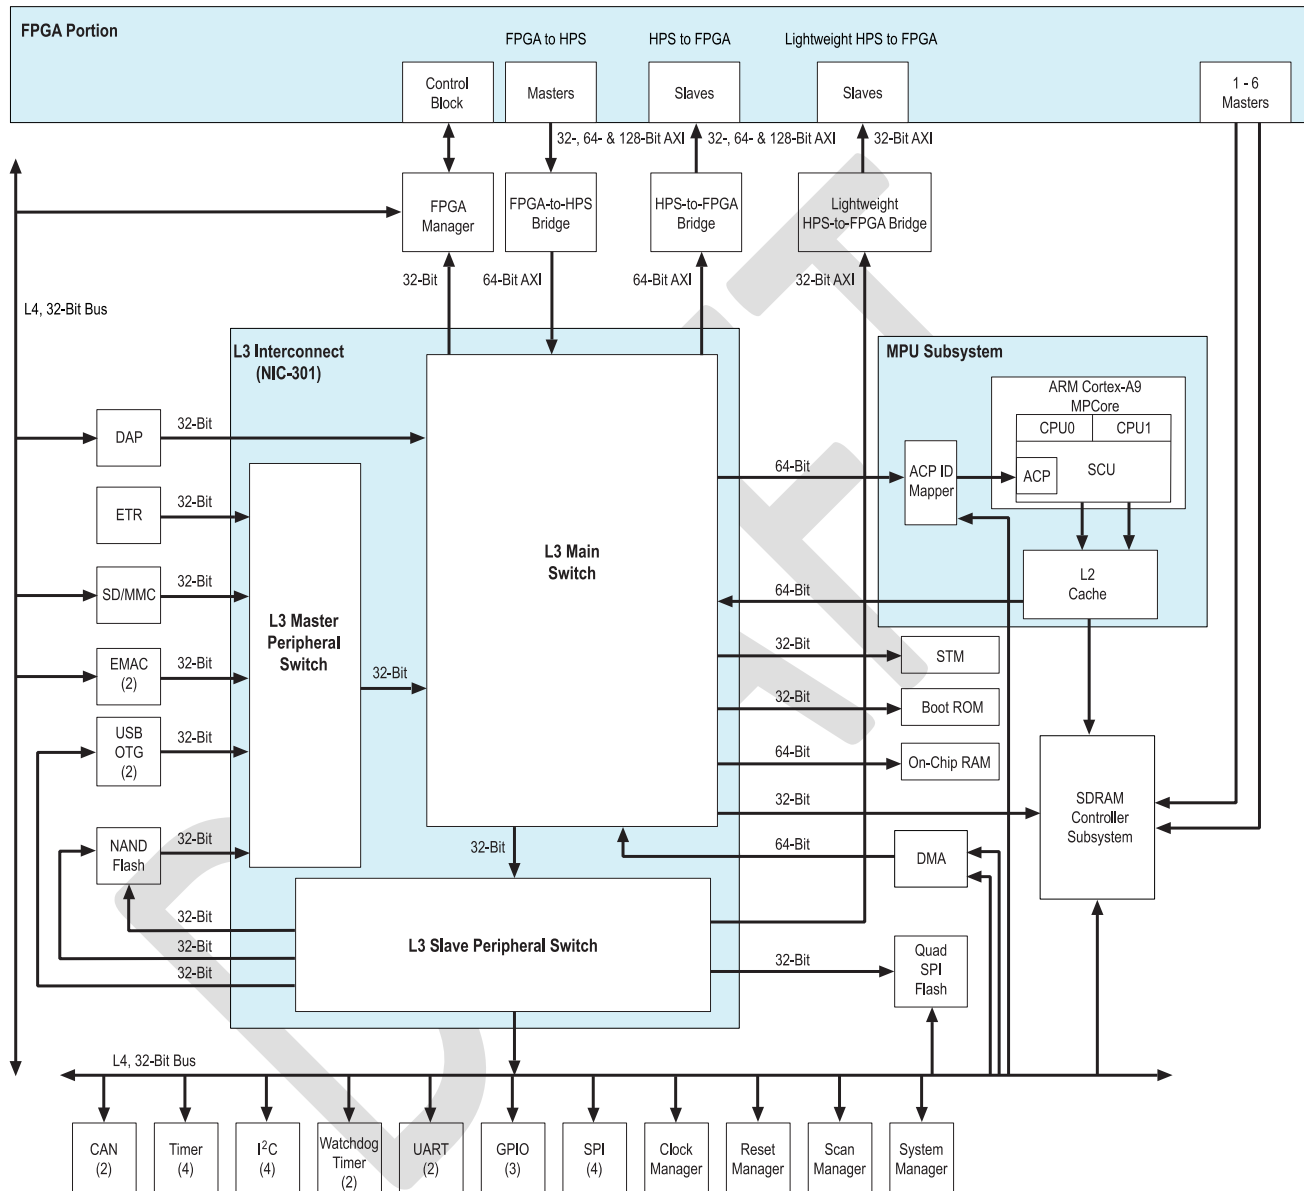 FPGA Portion
FPGA to HPS
HPS to FPGA
Lightweight HPS to FPGA
Control
Block
Masters
Slaves
Slaves
1 - 6
Masters
32-, 64- & 128-Bit AXI
32-, 64- & 128-Bit AXI
32-Bit AXI
FPGA
Manager
FPGA-to-HPS
Bridge
HPS-to-FPGA
Bridge
Lightweight
HPS-to-FPGA Bridge
32-Bit
64-Bit AXI
64-Bit AXI
32-Bit AXI
L4, 32-Bit Bus
L3 Interconnect
(NIC-301)
MPU Subsystem
ARM Cortex-A9
MPCore
CPU0
CPU1
ACP
SCU
ACP ID
Mapper
64-Bit
L2
Cache
64-Bit
DAP
32-Bit
ETR
32-Bit
SD/MMC
32-Bit
EMAC
(2)
32-Bit
USB
OTG
(2)
32-Bit
NAND
Flash
32-Bit
L3 Master
Peripheral
Switch
32-Bit
L3 Main
Switch
32-Bit
STM
32-Bit
Boot ROM
64-Bit
On-Chip RAM
32-Bit
SDRAM
Controller
Subsystem
64-Bit
DMA
32-Bit
32-Bit
32-Bit
32-Bit
L3 Slave Peripheral Switch
32-Bit
Quad
SPI
Flash
L4, 32-Bit Bus
CAN
(2)
Timer
(4)
I²C
(4)
Watchdog
Timer
(2)
UART
(2)
GPIO
(3)
SPI
(4)
Clock
Manager
Reset
Manager
Scan
Manager
System
Manager
DRAFT